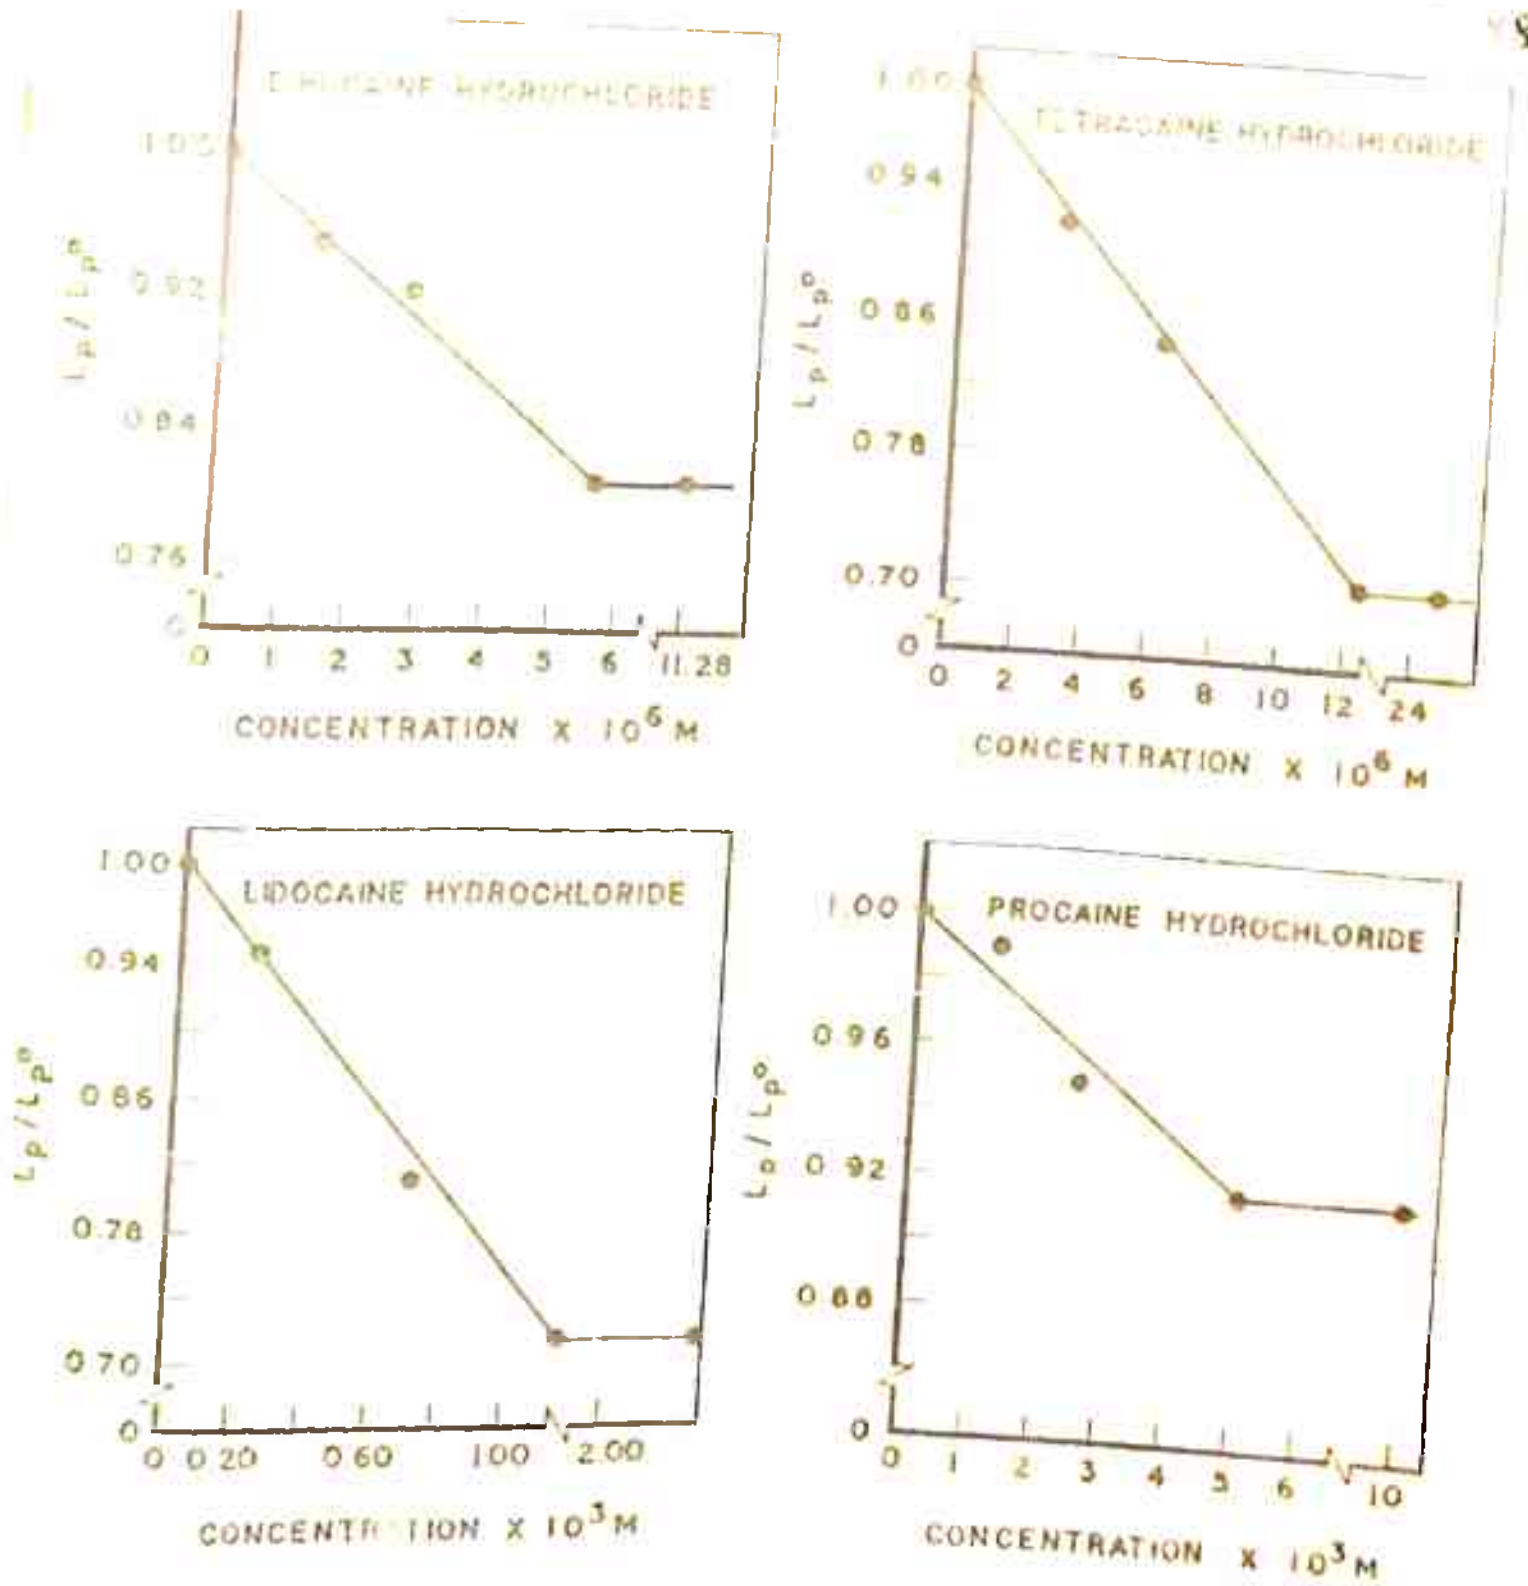 HYDROCHLORIDE
1.00
0.92
0.84
0.76
0
Lp/Lp°
0 1 2 3 4 5 6 11.28
CONCENTRATION X 10⁶ M
TETRACAINE HYDROCHLORIDE
1.00
0.94
0.86
0.78
0.70
0
Lp/Lp°
0 2 4 6 8 10 12 24
CONCENTRATION X 10⁶ M
LIDOCAINE HYDROCHLORIDE
1.00
0.94
0.86
0.78
0.70
0
Lp/Lp°
0 0.20 0.60 1.00 2.00
CONCENTRATION X 10³ M
PROCAINE HYDROCHLORIDE
1.00
0.96
0.92
0.88
0
Lp/Lp°
0 1 2 3 4 5 6 10
CONCENTRATION X 10³ M